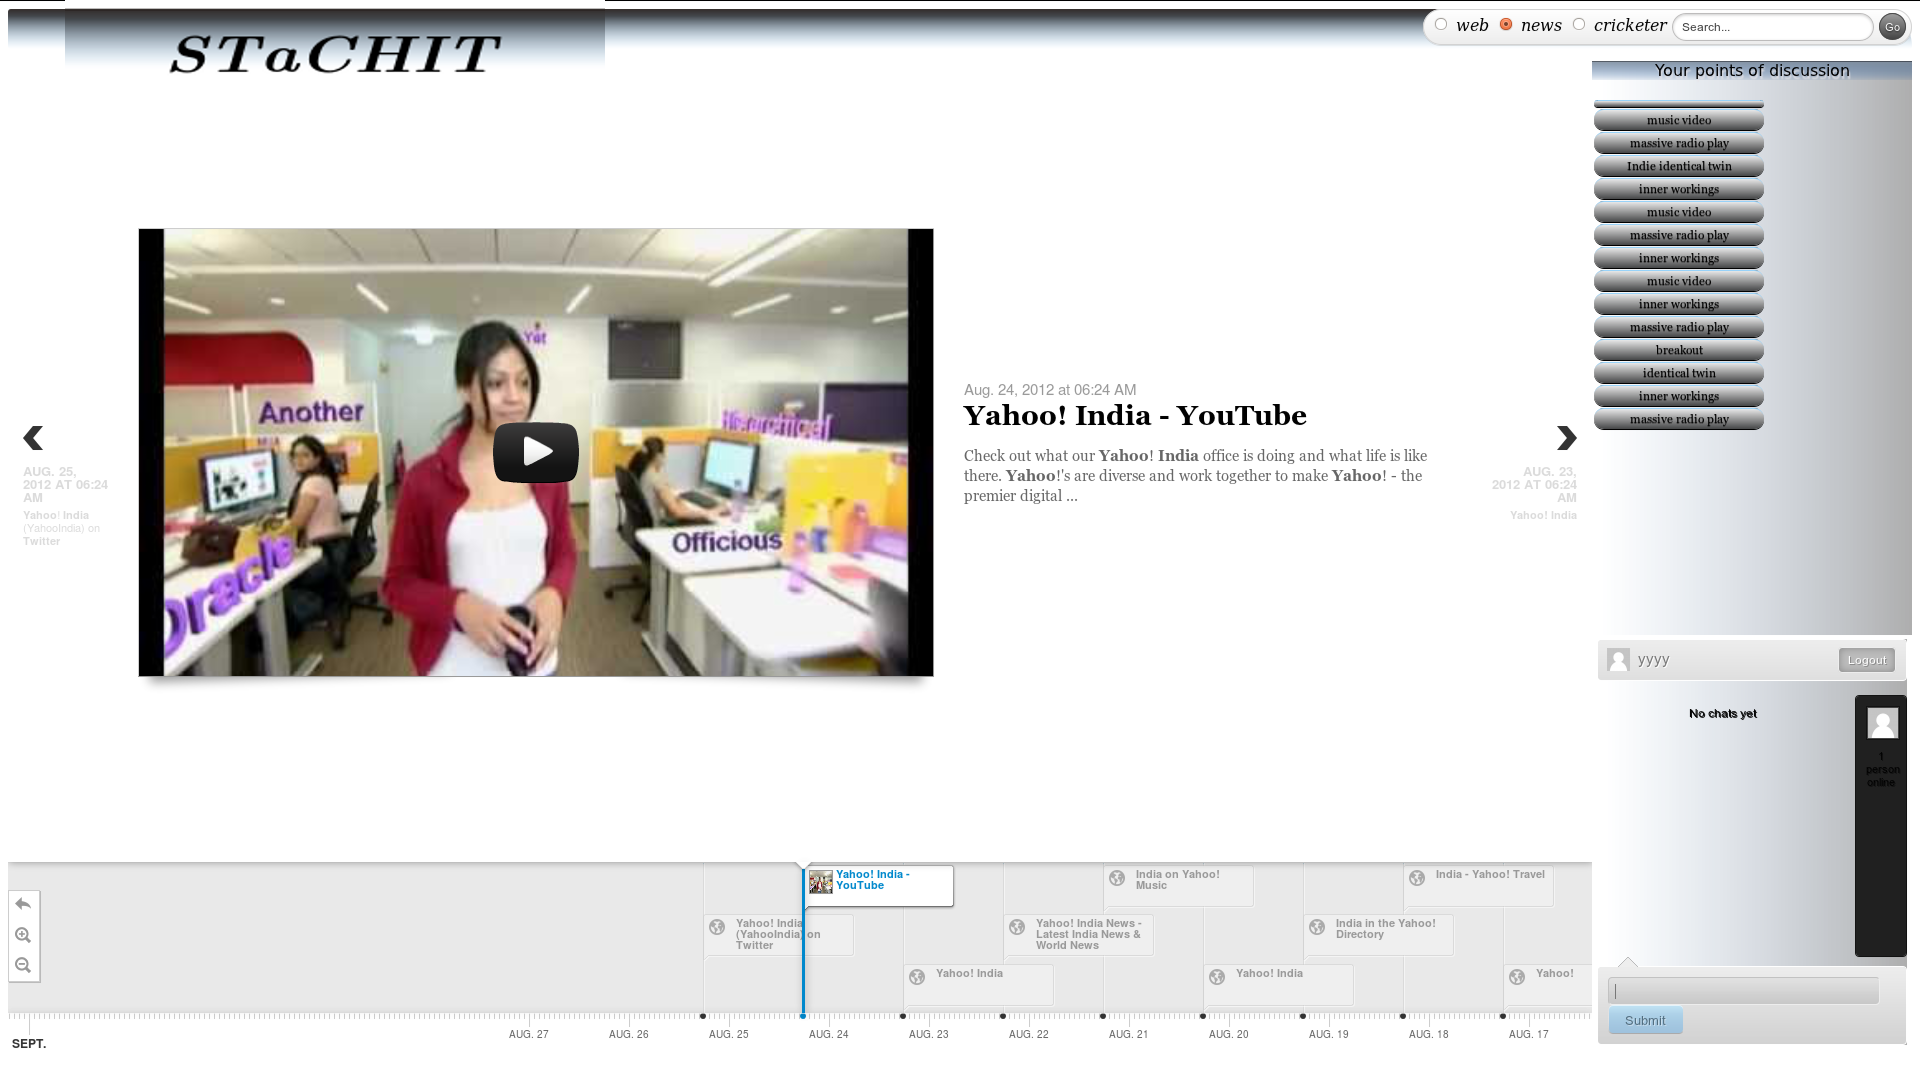 STaCHIT
web news cricketer Search... Go
Your points of discussion
music video
massive radio play
Indie identical twin
inner workings
music video
massive radio play
inner workings
music video
inner workings
massive radio play
breakout
identical twin
inner workings
massive radio play
Yet
Another
Hierarchical
Officious
Oracle
Aug. 24, 2012 at 06:24 AM
Yahoo! India - YouTube
Check out what our Yahoo! India office is doing and what life is like
there. Yahoo!'s are diverse and work together to make Yahoo! - the
premier digital ...
AUG. 25,
2012 AT 06:24
AM
Yahoo! India
(YahooIndia) on
Twitter
AUG. 23,
2012 AT 06:24
AM
Yahoo! India
yyyy
Logout
No chats yet
1
person
online
Submit
Yahoo! India -
YouTube
India on Yahoo!
Music
India - Yahoo! Travel
Yahoo! India
(YahooIndia) on
Twitter
Yahoo! India News -
Latest India News &
World News
India in the Yahoo!
Directory
Yahoo! India
Yahoo! India
Yahoo!
AUG. 27 AUG. 26 AUG. 25 AUG. 24 AUG. 23 AUG. 22 AUG. 21 AUG. 20 AUG. 19 AUG. 18 AUG. 17
SEPT.